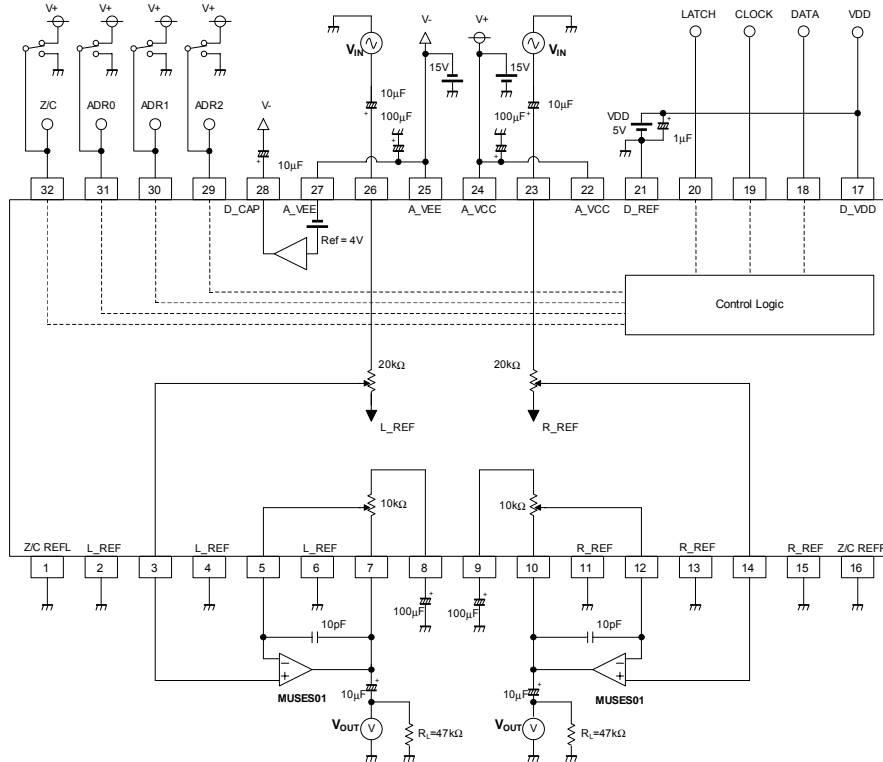 V+ V+ V+ V+ V- V+ LATCH CLOCK DATA VDD
VIN VIN
15V 15V
Z/C ADR0 ADR1 ADR2 V- 10μF 100μF 100μF 10μF VDD 5V 1μF
10μF
32 31 30 29 28 27 26 25 24 23 22 21 20 19 18 17
D_CAP A_VEE A_VEE A_VCC A_VCC D_REF D_VDD
Ref = 4V
Control Logic
20kΩ 20kΩ
L_REF R_REF
10kΩ 10kΩ
Z/C REFL L_REF L_REF L_REF R_REF R_REF R_REF Z/C REFR
1 2 3 4 5 6 7 8 9 10 11 12 13 14 15 16
100μF 100μF
10pF 10pF
MUSES01 MUSES01
10μF 10μF
VOUT V RL=47kΩ VOUT V RL=47kΩ